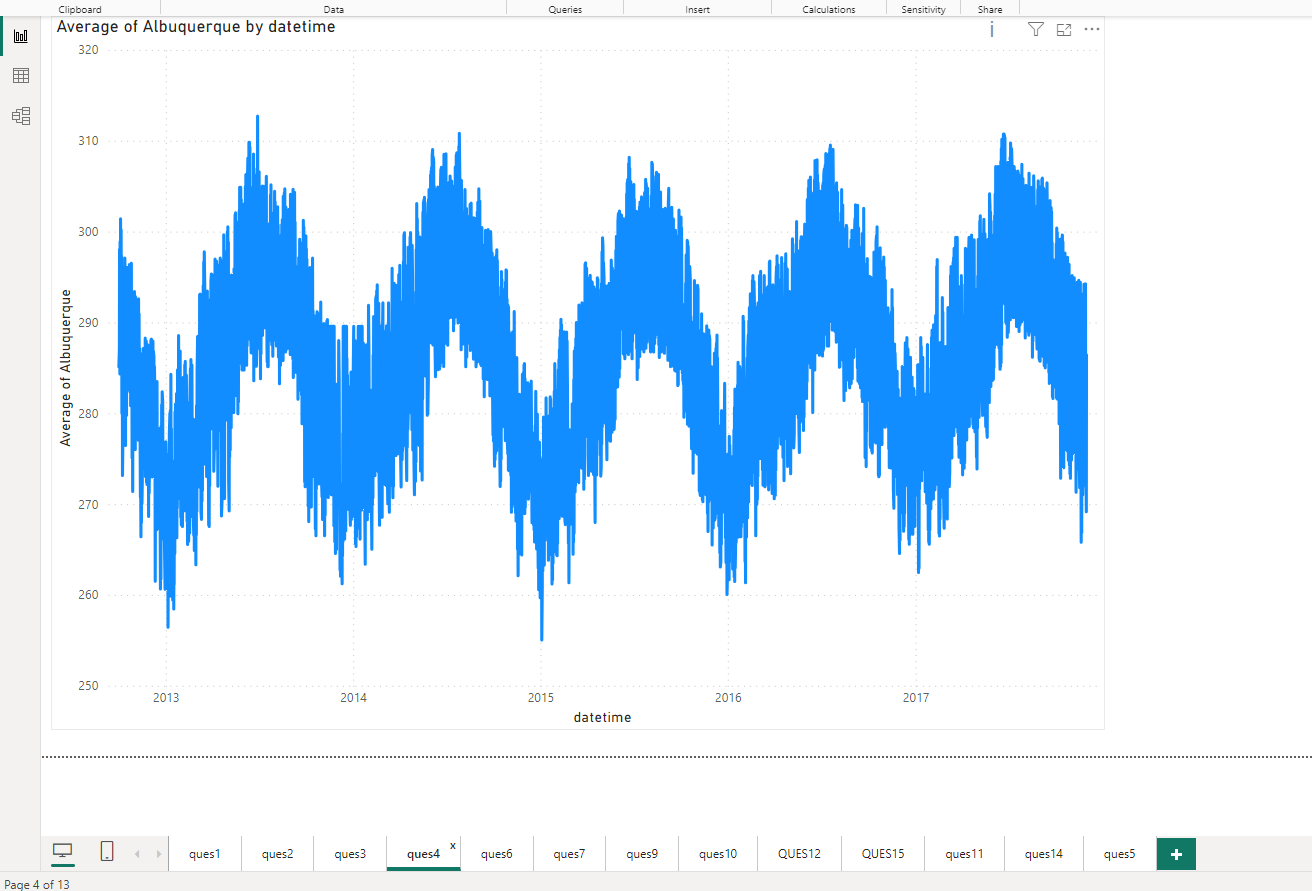 Clipboard Data Queries Insert Calculations Sensitivity Share
Average of Albuquerque by datetime
320
310
300
290
280
270
260
250
Average of Albuquerque
2013 2014 2015 2016 2017
datetime
ques1 ques2 ques3 ques4 x ques6 ques7 ques9 ques10 QUES12 QUES15 ques11 ques14 ques5 +
Page 4 of 13